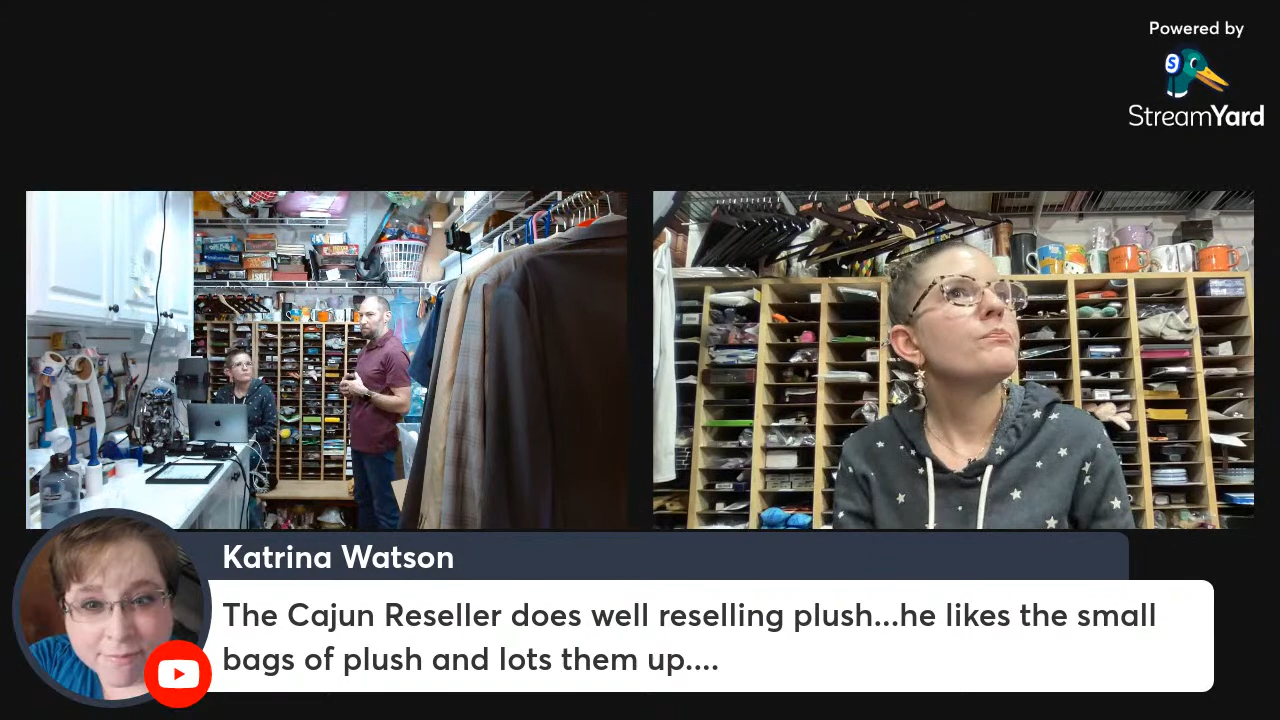 Powered by
StreamYard
Katrina Watson
The Cajun Reseller does well reselling plush...he likes the small
bags of plush and lots them up....